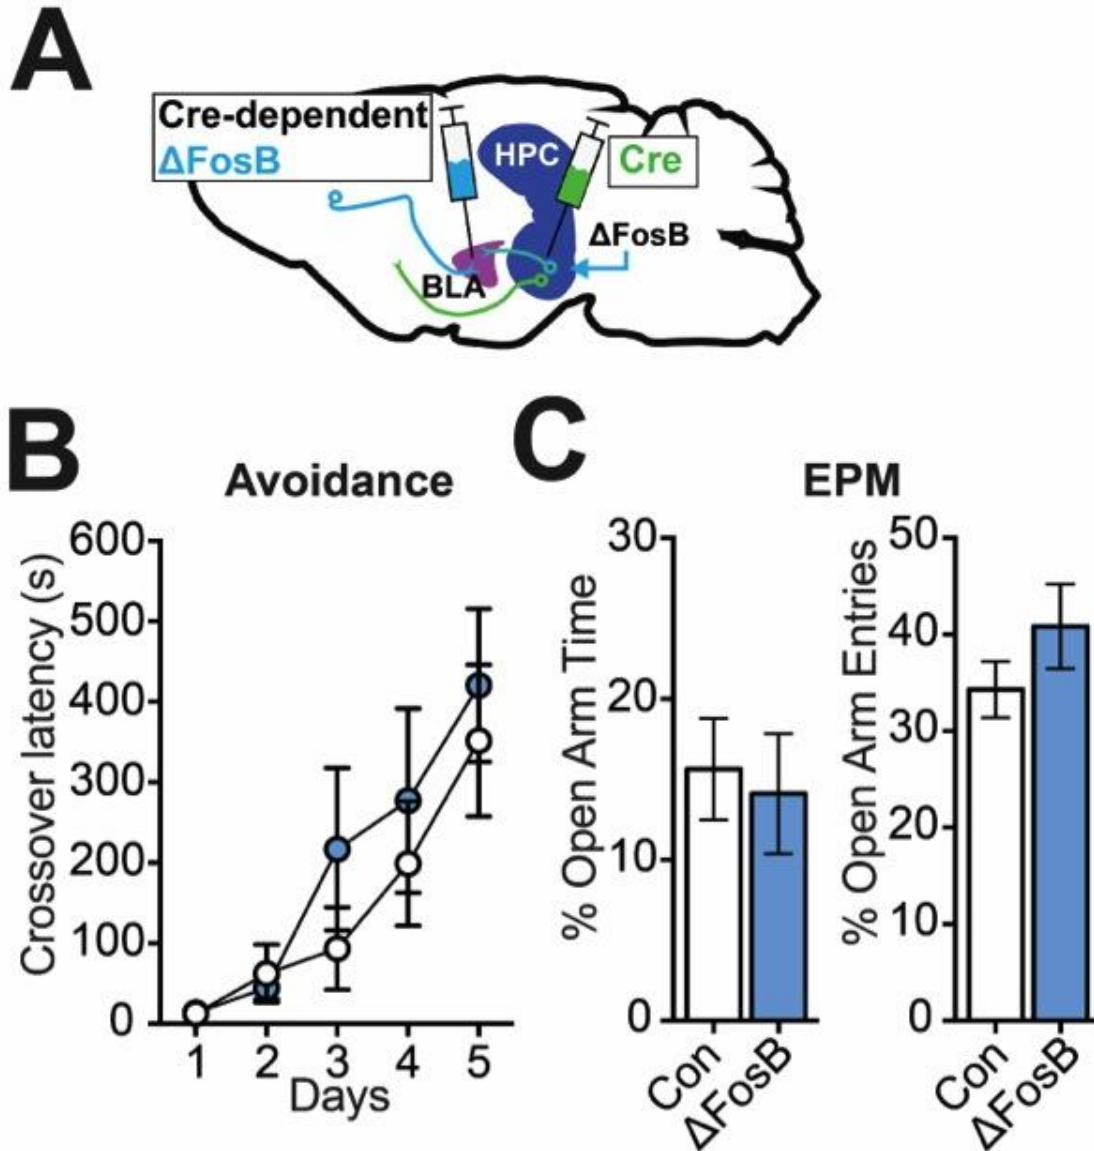 A
Cre-dependent
ΔFosB
HPC
Cre
ΔFosB
BLA
B
Avoidance
Crossover latency (s)
600
500
400
300
200
100
0
1 2 3 4 5
Days
C
EPM
% Open Arm Time
30
20
10
0
Con
ΔFosB
% Open Arm Entries
50
40
30
20
10
0
Con
ΔFosB